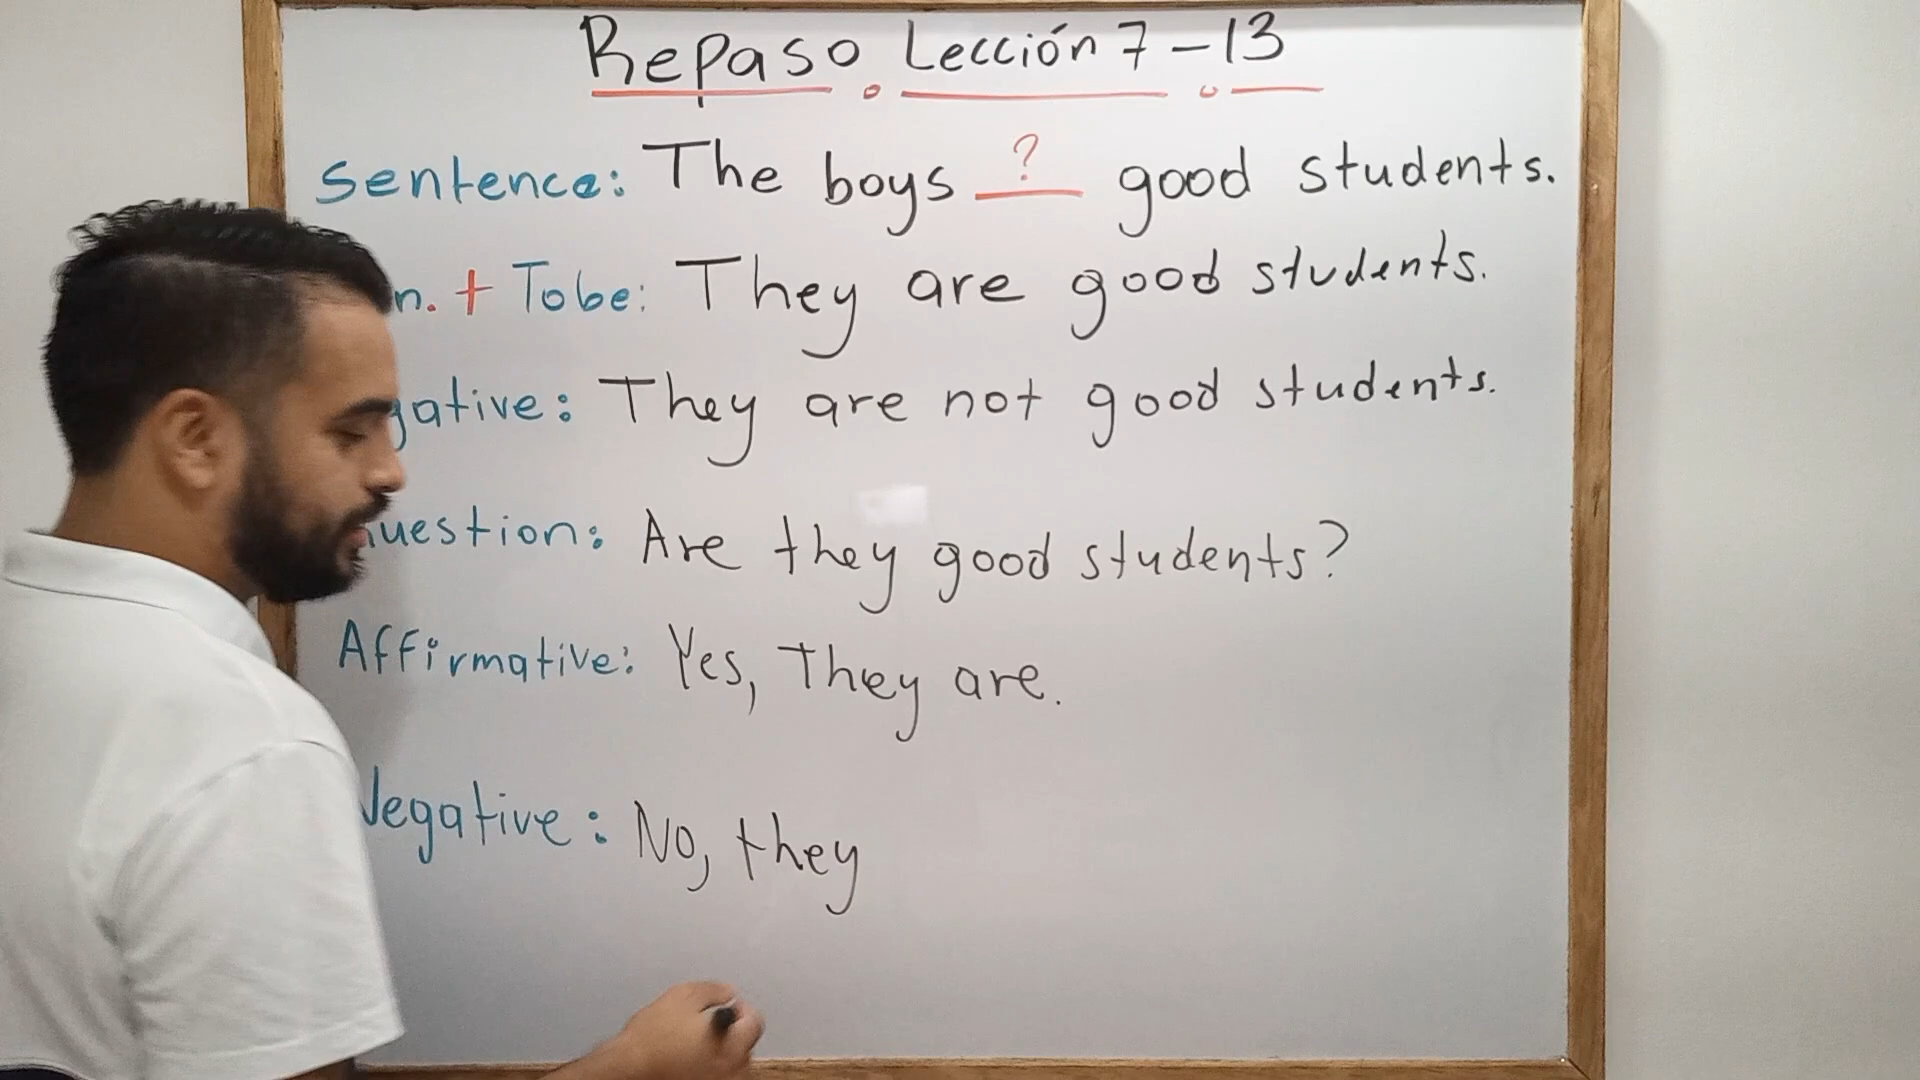 Repaso Lección 7-13
Sentence: The boys ? good students.
n. + Tobe: They are good students.
gative: They are not good students.
uestion: Are they good students?
Affirmative: Yes, They are.
Negative: No, they